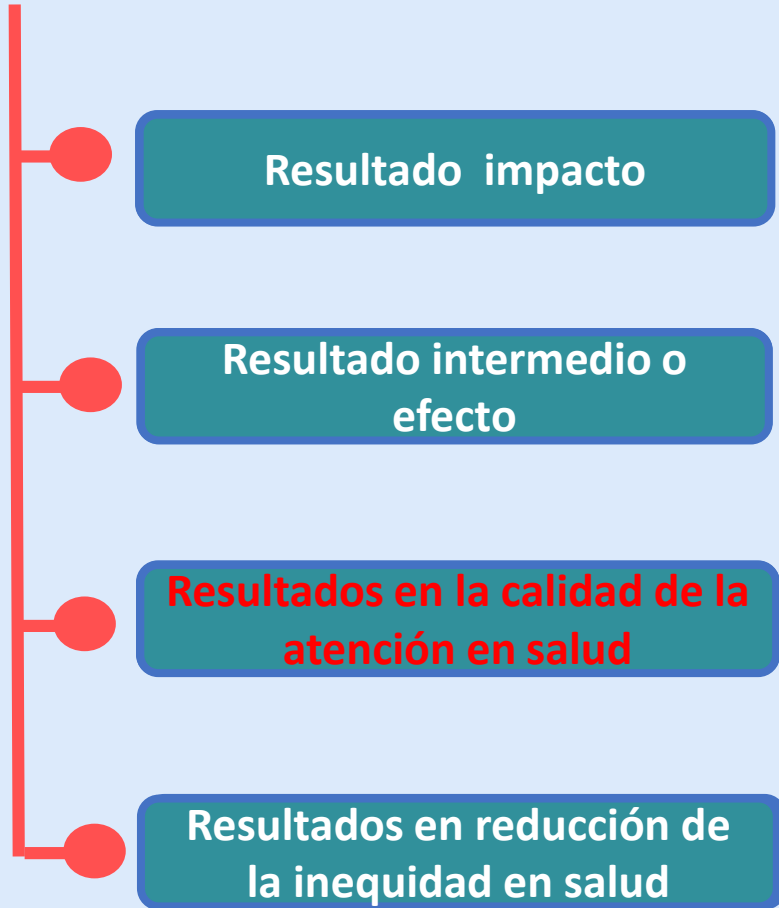 Resultado impacto
Resultado intermedio o
efecto
Resultados en la calidad de la
atención en salud
Resultados en reducción de
la inequidad en salud